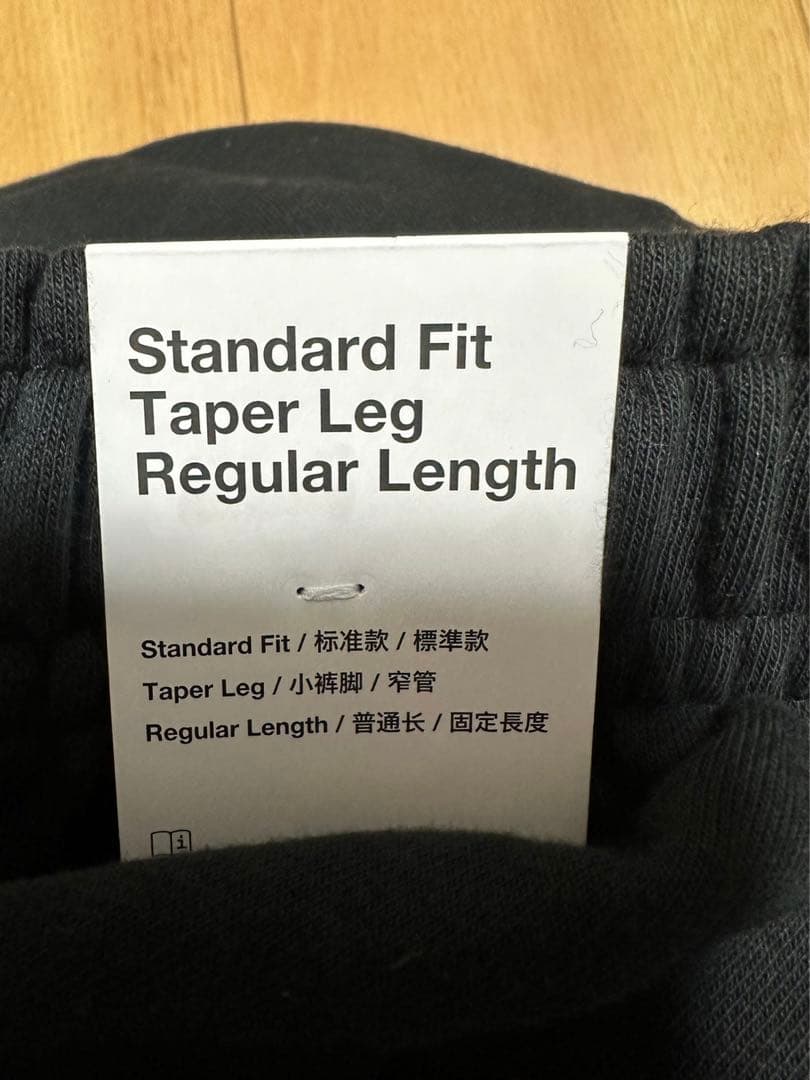 Standard Fit
Taper Leg
Regular Length
Standard Fit / 标准款 / 標準款
Taper Leg / 小裤脚 / 窄管
Regular Length / 普通长 / 固定長度
i